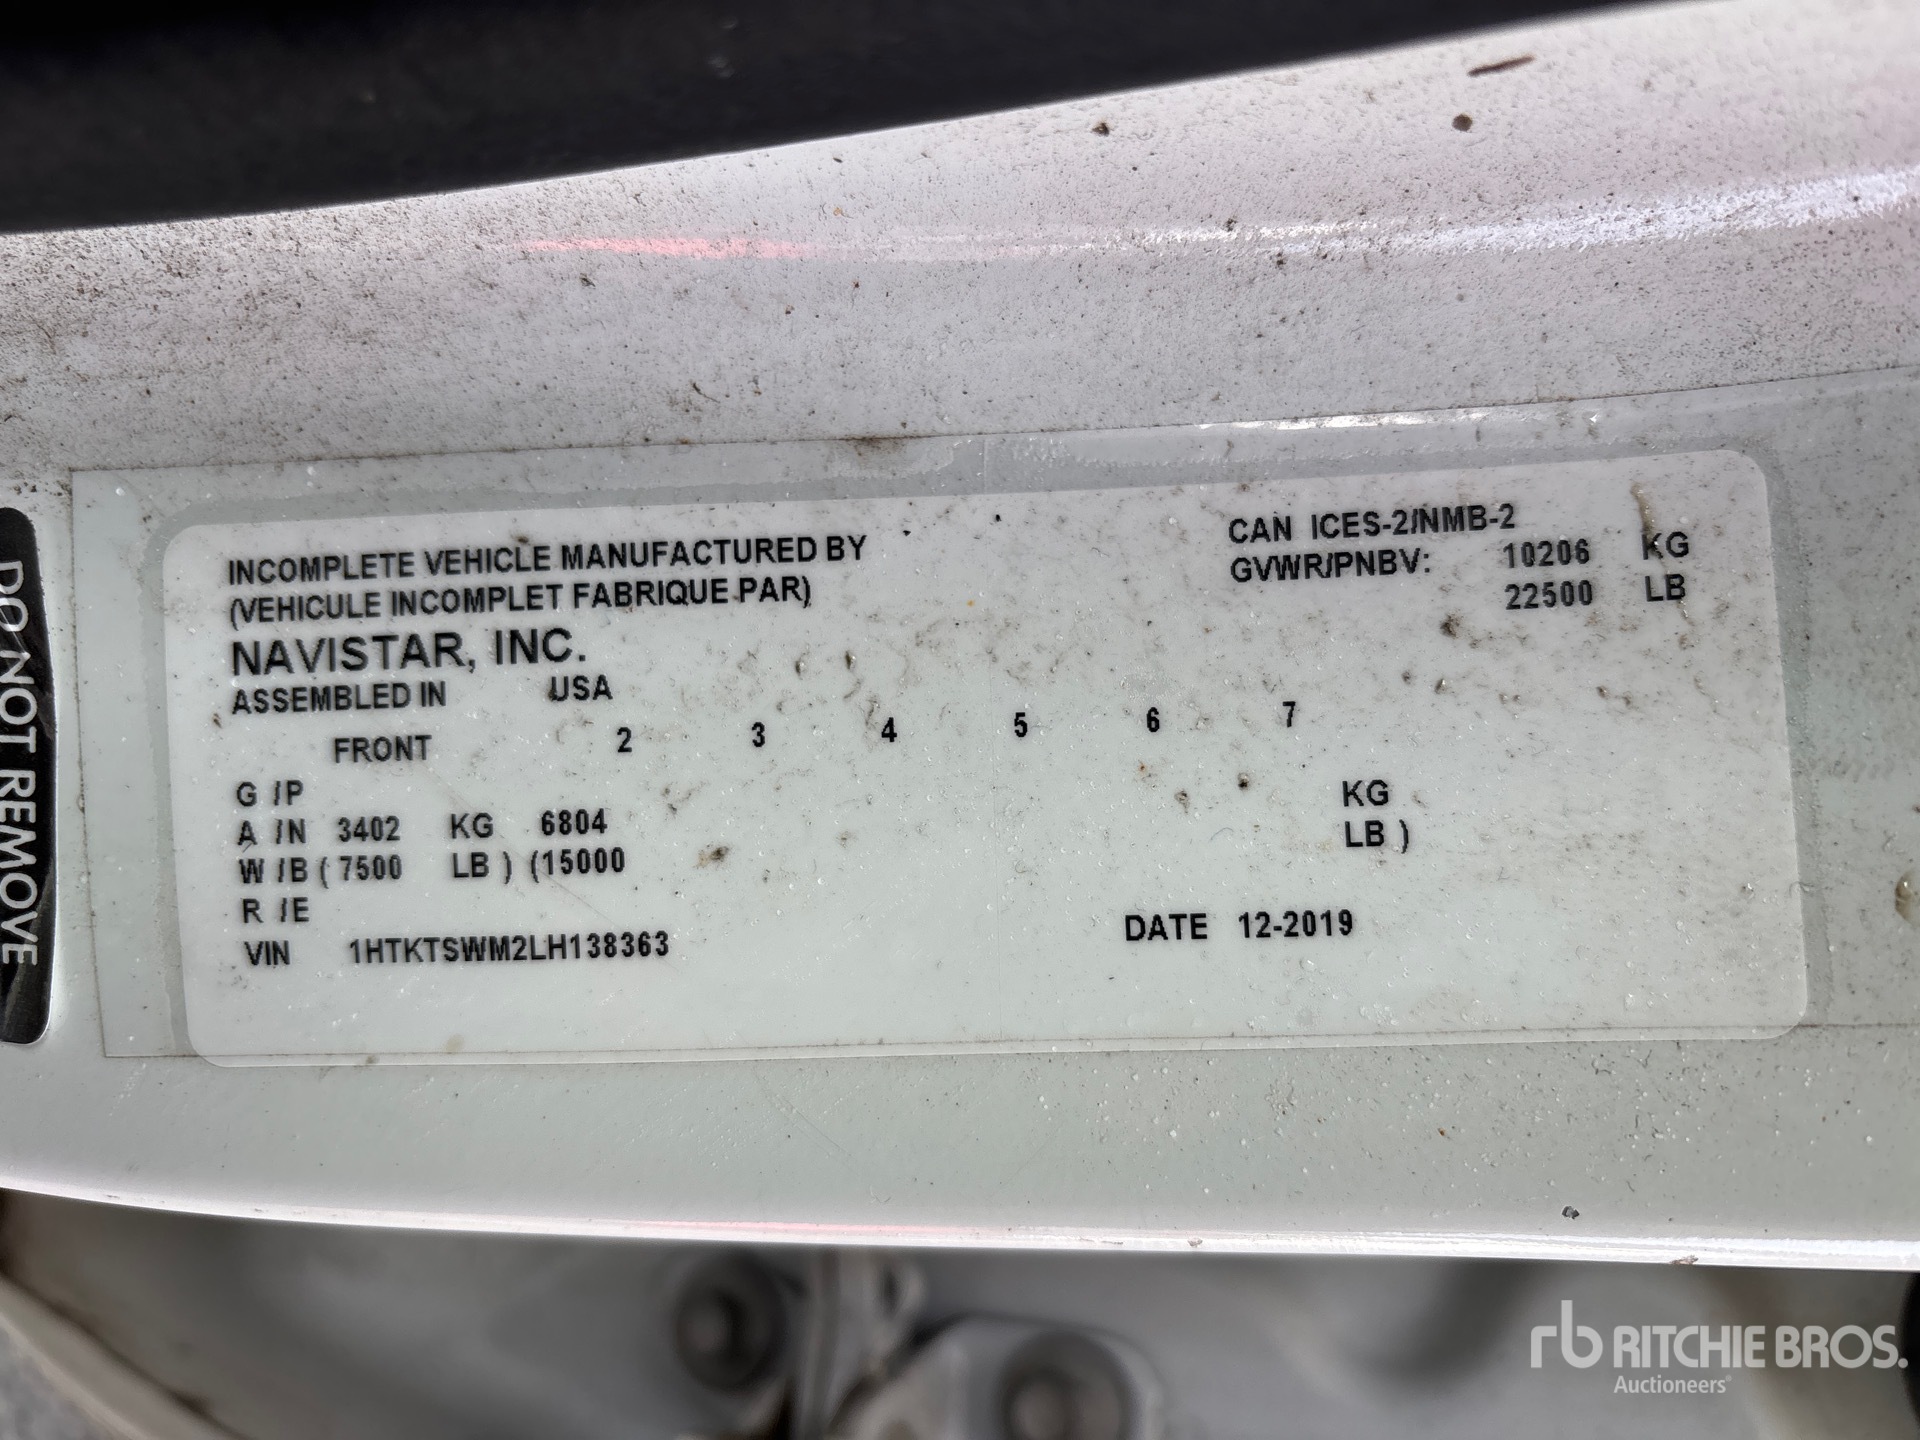 DO NOT REMOVE
INCOMPLETE VEHICLE MANUFACTURED BY
(VEHICULE INCOMPLET FABRIQUE PAR)
NAVISTAR, INC.
ASSEMBLED IN USA
CAN ICES-2/NMB-2
GVWR/PNBV: 10206 KG
22500 LB
FRONT 2 3 4 5 6 7
G /P KG
A /N 3402 KG 6804 LB )
W /B ( 7500 LB ) (15000
R /E
VIN 1HTKTSWM2LH138363 DATE 12-2019
rb RITCHIE BROS.
Auctioneers